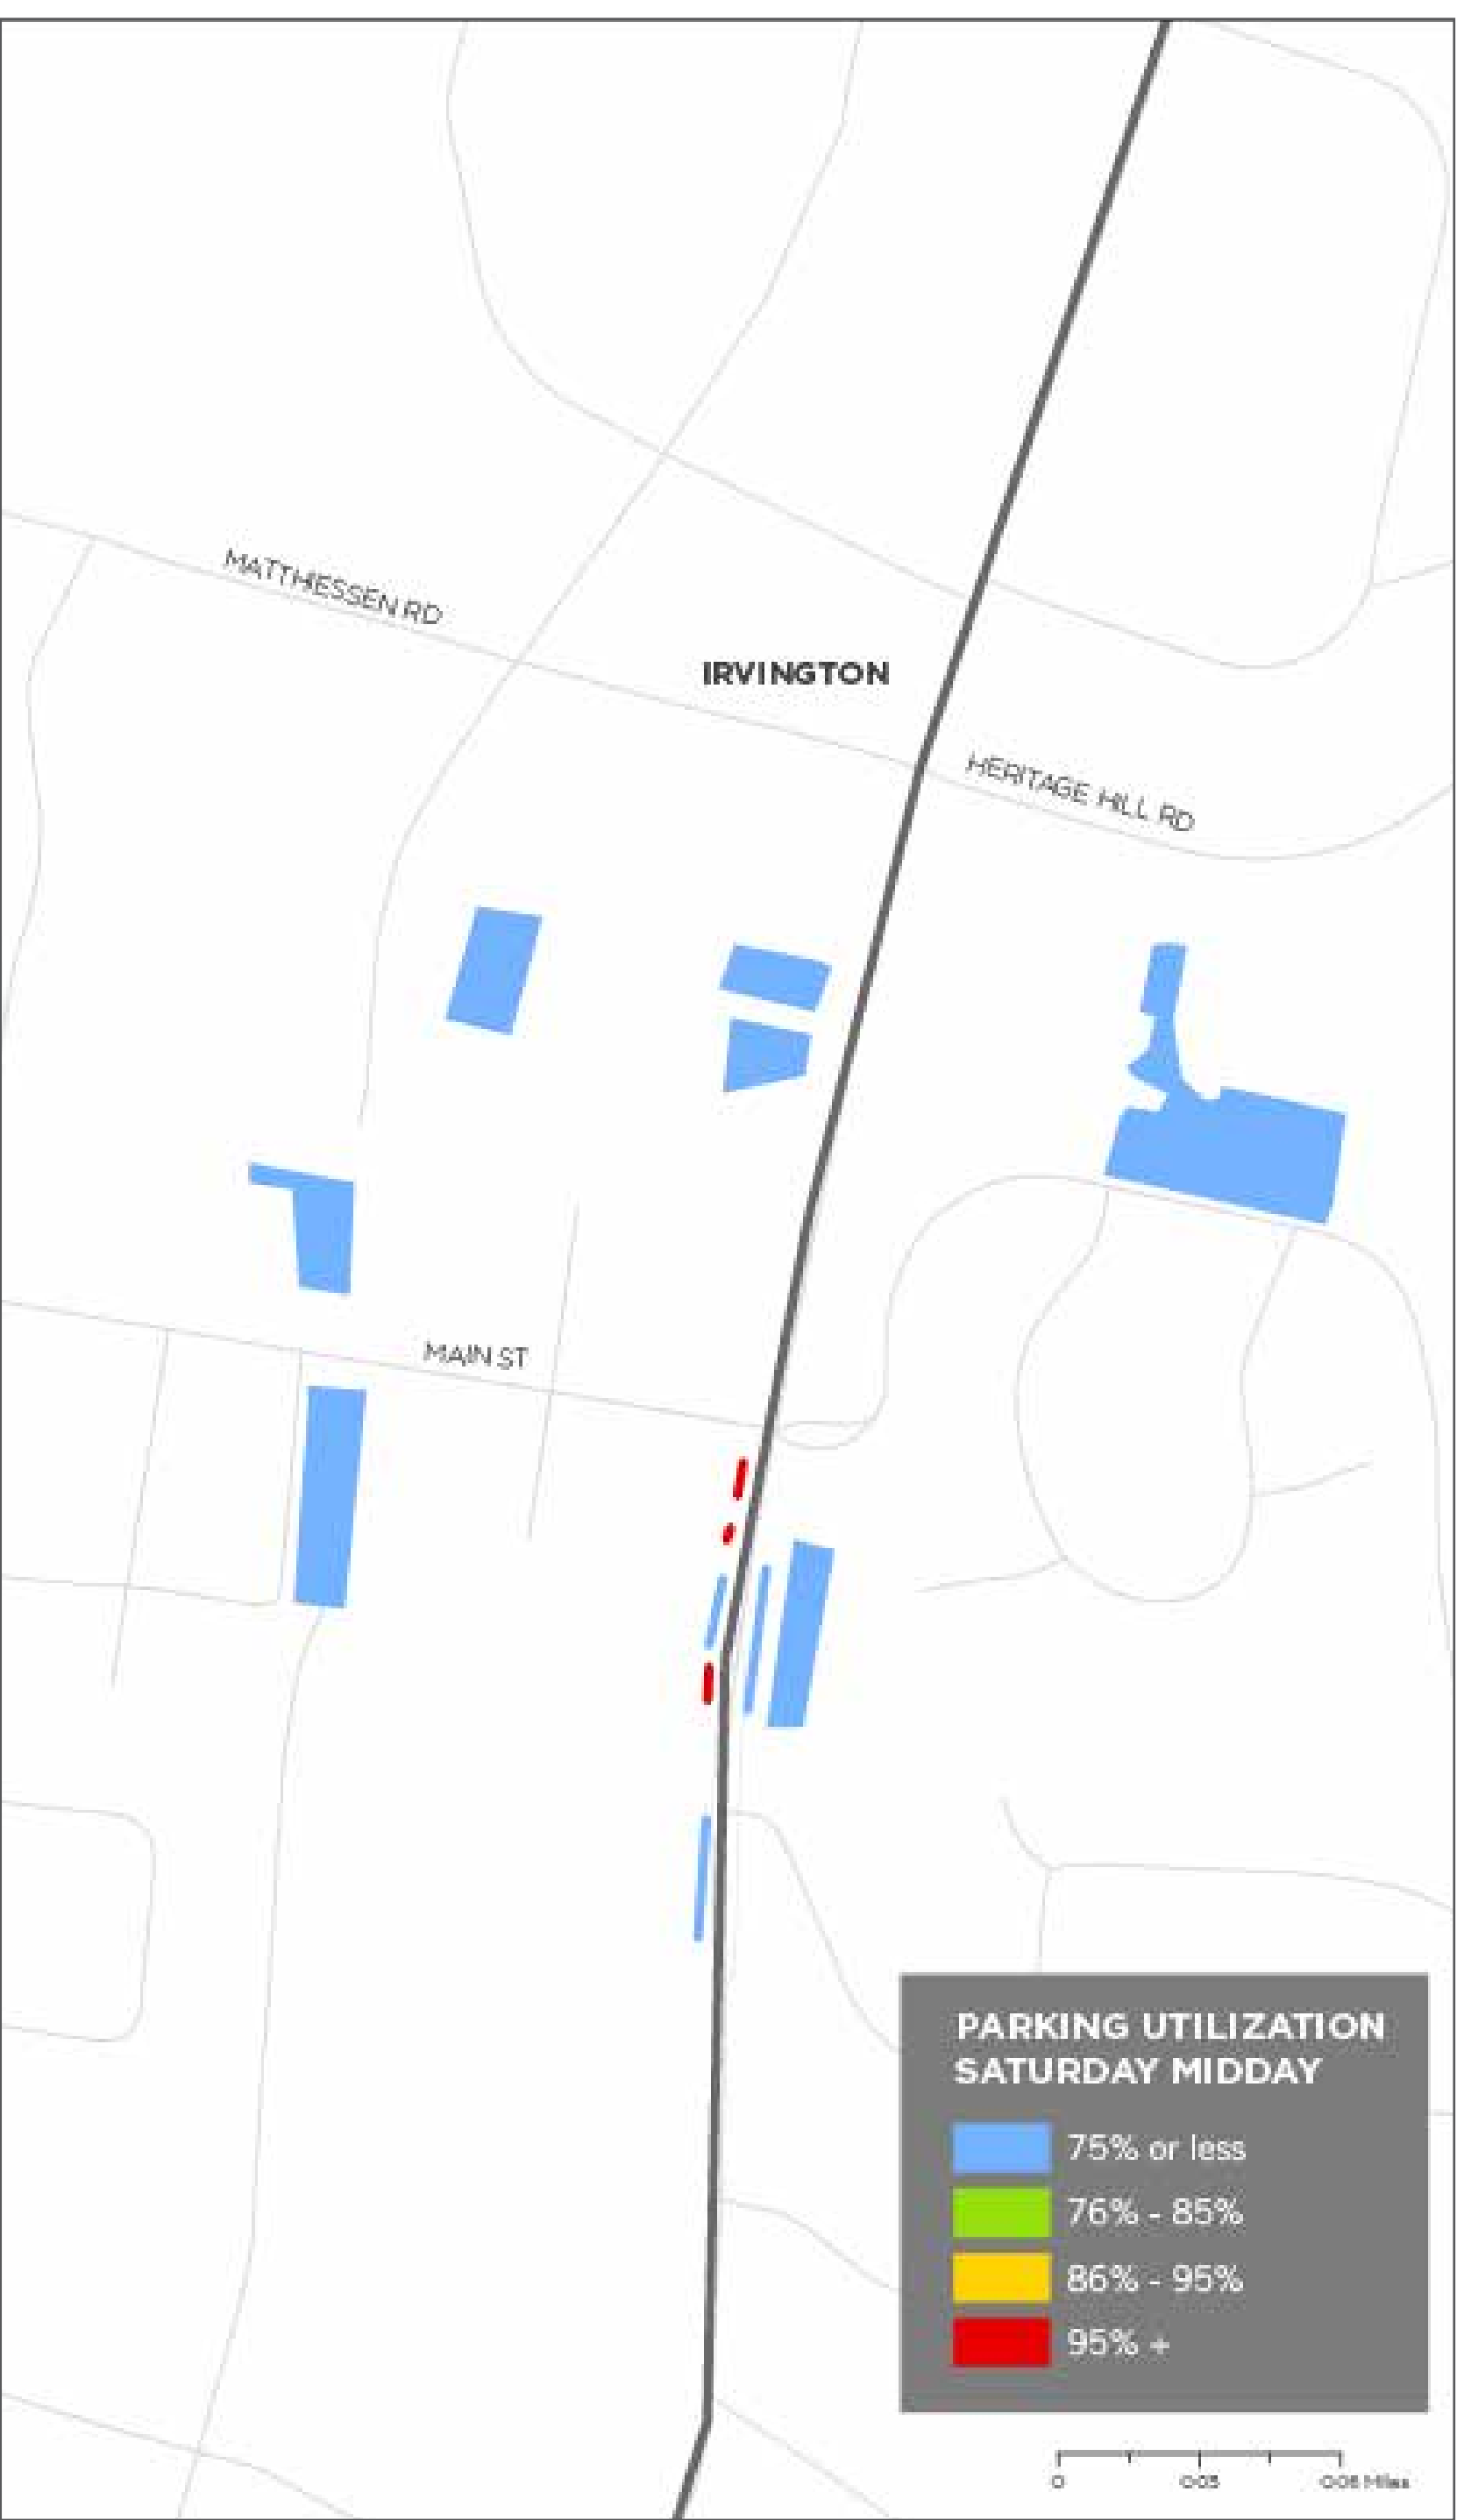 MATTHIESSEN RD
IRVINGTON
HERITAGE HILL RD
MAIN ST
PARKING UTILIZATION
SATURDAY MIDDAY
75% or less
76% - 85%
86% - 95%
95% +
0
Miles